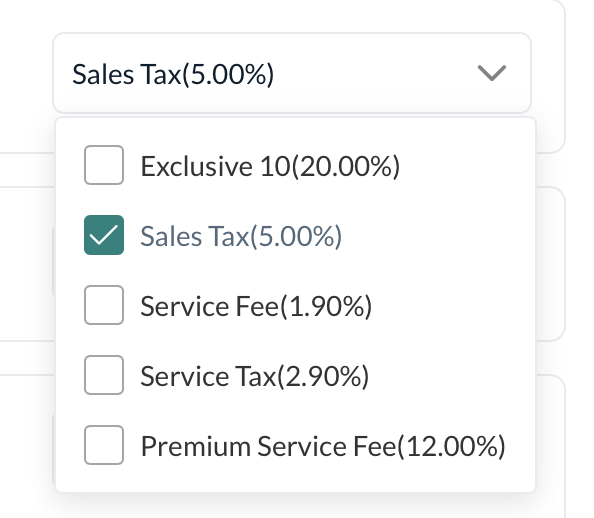 Sales Tax(5.00%)
Exclusive 10(20.00%)
Sales Tax(5.00%)
Service Fee(1.90%)
Service Tax(2.90%)
Premium Service Fee(12.00%)